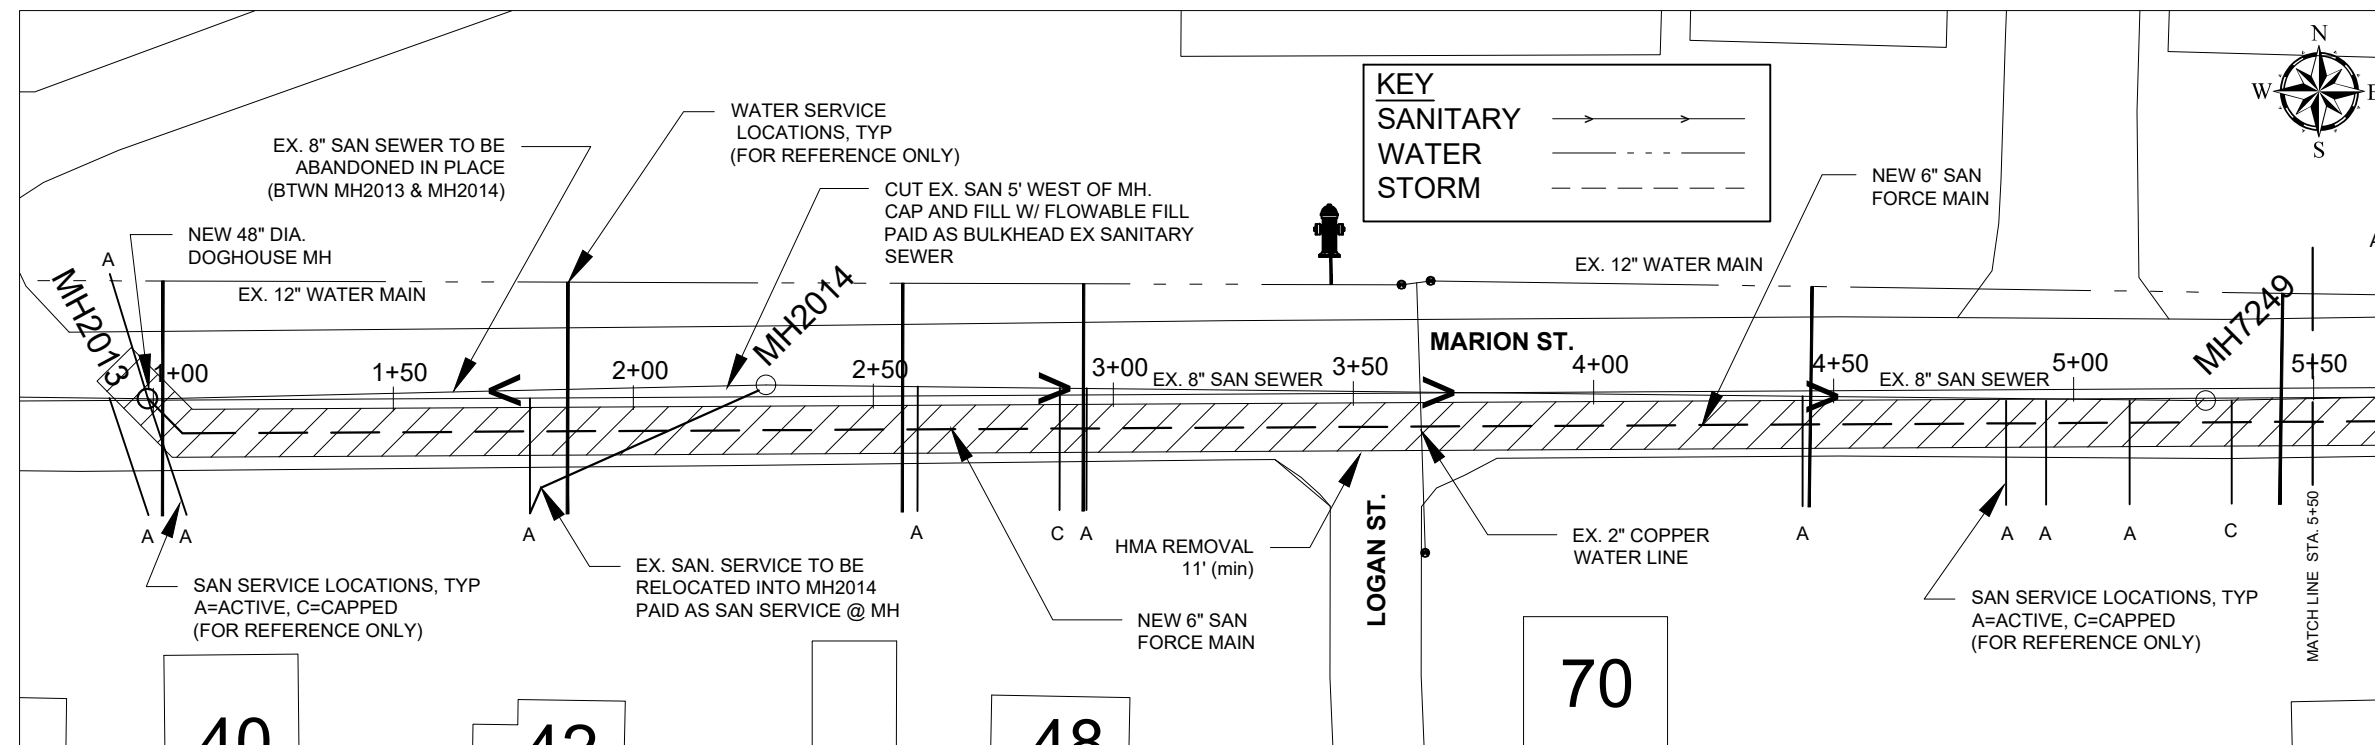 N
W
E
S
KEY
SANITARY
WATER
STORM
WATER SERVICE
LOCATIONS, TYP
(FOR REFERENCE ONLY)
EX. 8" SAN SEWER TO BE
ABANDONED IN PLACE
(BTWN MH2013 & MH2014)
CUT EX. SAN 5' WEST OF MH.
CAP AND FILL W/ FLOWABLE FILL
PAID AS BULKHEAD EX SANITARY
SEWER
NEW 6" SAN
FORCE MAIN
NEW 48" DIA.
DOGHOUSE MH
A
EX. 12" WATER MAIN
EX. 12" WATER MAIN
MH2013
MH2014
MH7249
MARION ST.
1+00
1+50
2+00
2+50
3+00
3+50
4+00
4+50
5+00
5+50
EX. 8" SAN SEWER
EX. 8" SAN SEWER
A
A
A
A
C
A
A
A
A
A
C
LOGAN ST.
MATCH LINE STA. 5+50
HMA REMOVAL
11' (min)
EX. 2" COPPER
WATER LINE
EX. SAN. SERVICE TO BE
RELOCATED INTO MH2014
PAID AS SAN SERVICE @ MH
SAN SERVICE LOCATIONS, TYP
A=ACTIVE, C=CAPPED
(FOR REFERENCE ONLY)
NEW 6" SAN
FORCE MAIN
SAN SERVICE LOCATIONS, TYP
A=ACTIVE, C=CAPPED
(FOR REFERENCE ONLY)
40
42
48
70